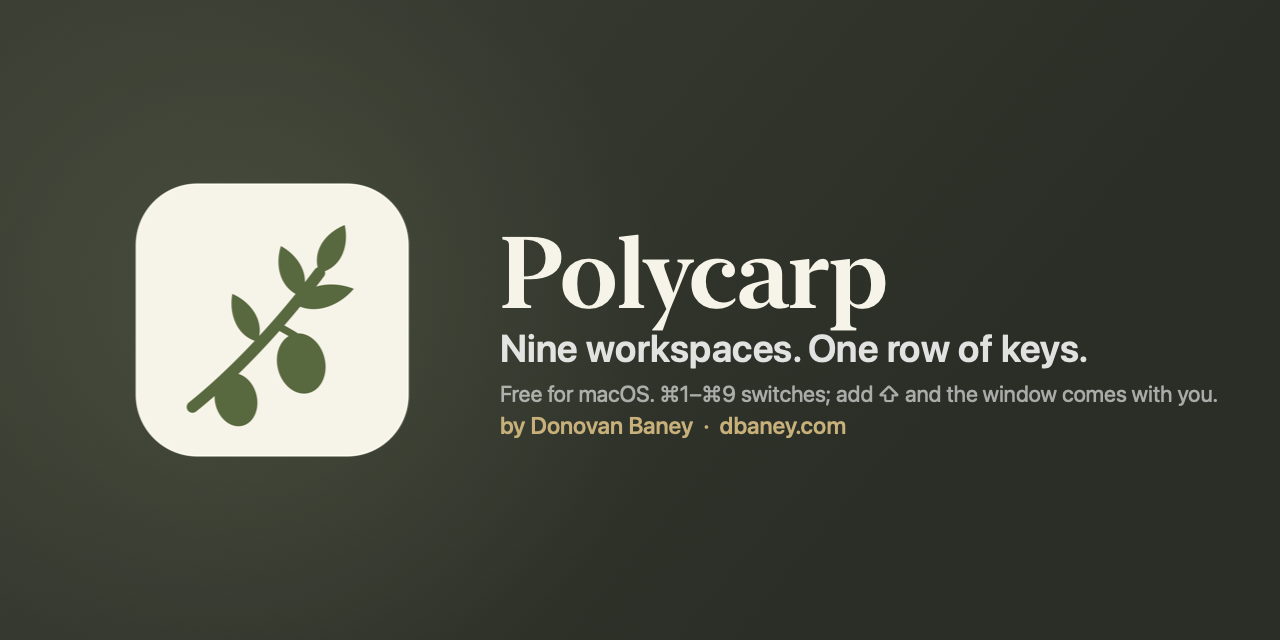 Polycarp
Nine workspaces. One row of keys.
Free for macOS. ⌘1–⌘9 switches; add ⇧ and the window comes with you.
by Donovan Baney · dbaney.com